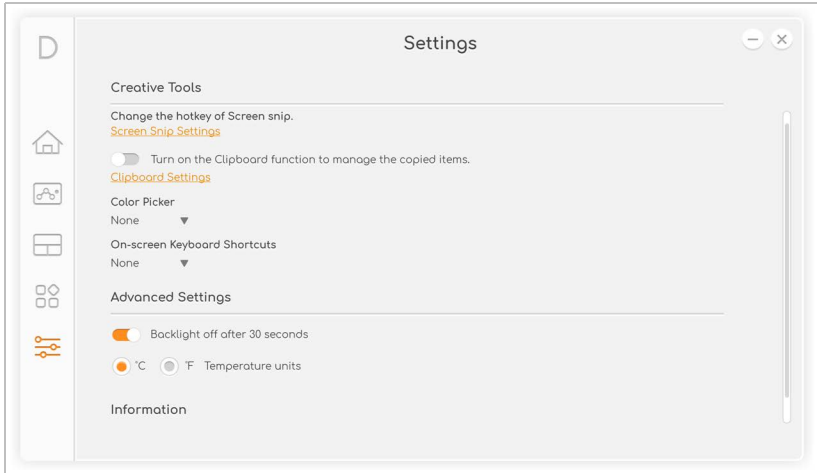 D
Settings
Creative Tools
Change the hotkey of Screen snip.
Screen Snip Settings
Turn on the Clipboard function to manage the copied items.
Clipboard Settings
Color Picker
None
On-screen Keyboard Shortcuts
None
Advanced Settings
Backlight off after 30 seconds
°C °F Temperature units
Information